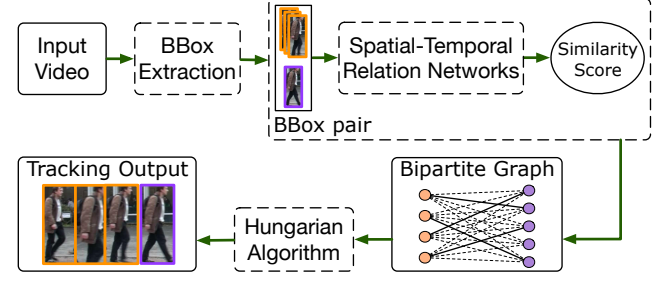 Input
Video
BBox
Extraction
BBox pair
Spatial-Temporal
Relation Networks
Similarity
Score
Tracking Output
Hungarian
Algorithm
Bipartite Graph